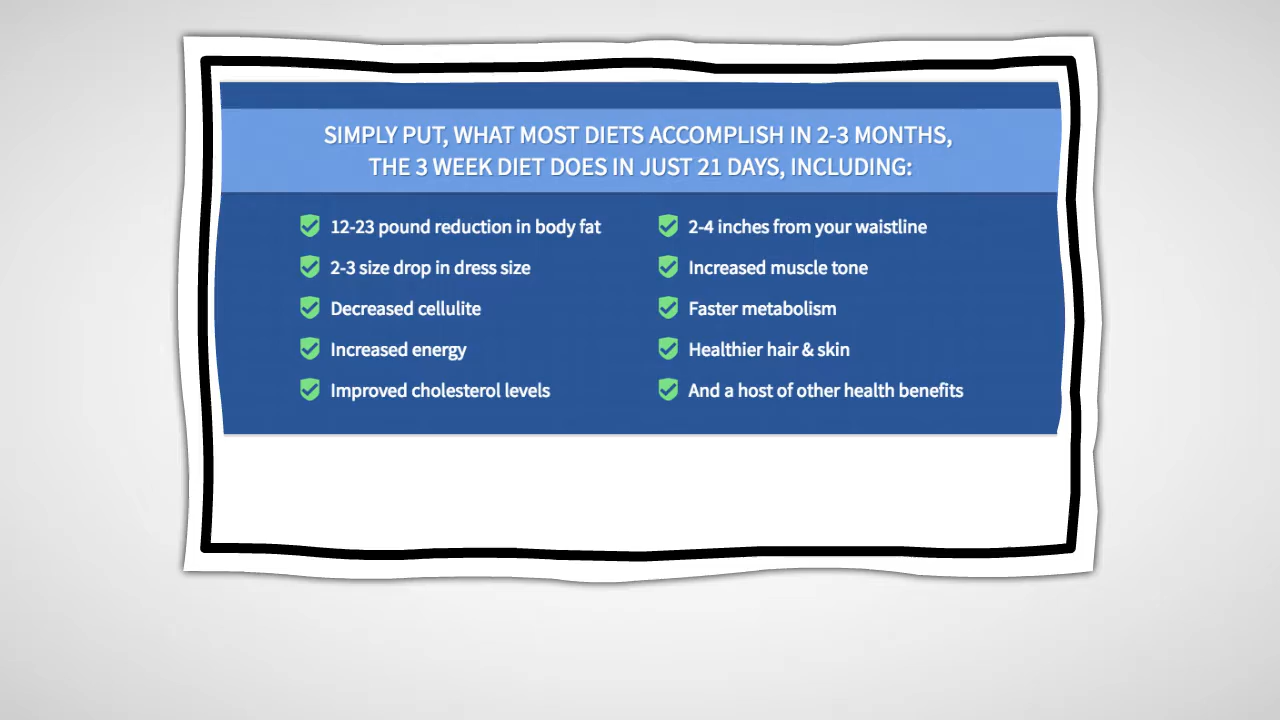 SIMPLY PUT, WHAT MOST DIETS ACCOMPLISH IN 2-3 MONTHS,
THE 3 WEEK DIET DOES IN JUST 21 DAYS, INCLUDING:
12-23 pound reduction in body fat
2-3 size drop in dress size
Decreased cellulite
Increased energy
Improved cholesterol levels
2-4 inches from your waistline
Increased muscle tone
Faster metabolism
Healthier hair & skin
And a host of other health benefits